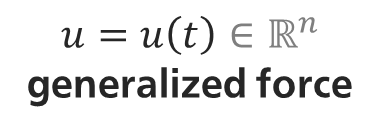 u = u(t) ∈ ℝⁿ
generalized force